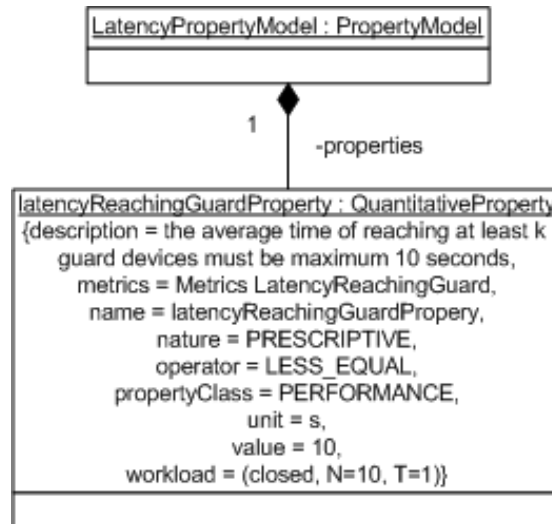 LatencyPropertyModel : PropertyModel
1
-properties
latencyReachingGuardProperty : QuantitativeProperty
{description = the average time of reaching at least k
guard devices must be maximum 10 seconds,
metrics = Metrics LatencyReachingGuard,
name = latencyReachingGuardPropery,
nature = PRESCRIPTIVE,
operator = LESS_EQUAL,
propertyClass = PERFORMANCE,
unit = s,
value = 10,
workload = (closed, N=10, T=1)}